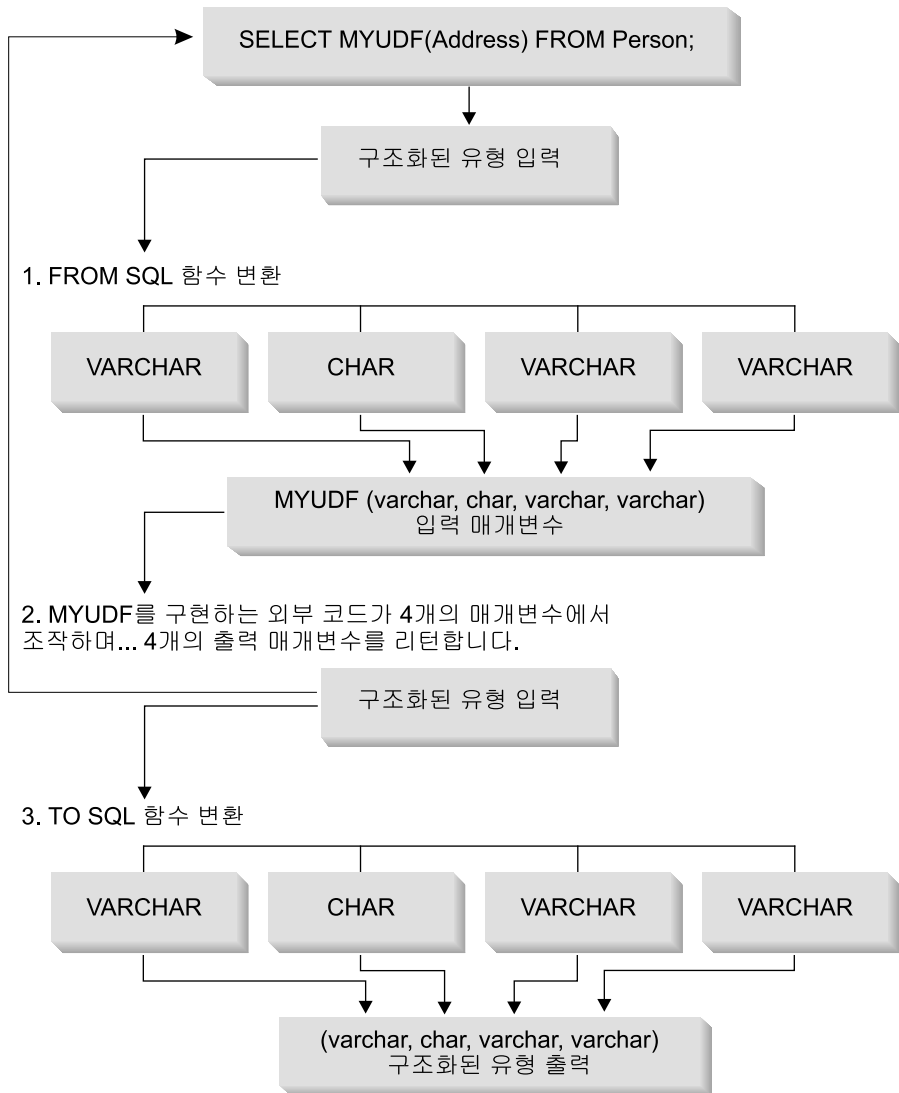 SELECT MYUDF(Address) FROM Person;
구조화된 유형 입력
1. FROM SQL 함수 변환
VARCHAR
CHAR
VARCHAR
VARCHAR
MYUDF (varchar, char, varchar, varchar)
입력 매개변수
2. MYUDF를 구현하는 외부 코드가 4개의 매개변수에서
조작하며... 4개의 출력 매개변수를 리턴합니다.
구조화된 유형 입력
3. TO SQL 함수 변환
VARCHAR
CHAR
VARCHAR
VARCHAR
(varchar, char, varchar, varchar)
구조화된 유형 출력